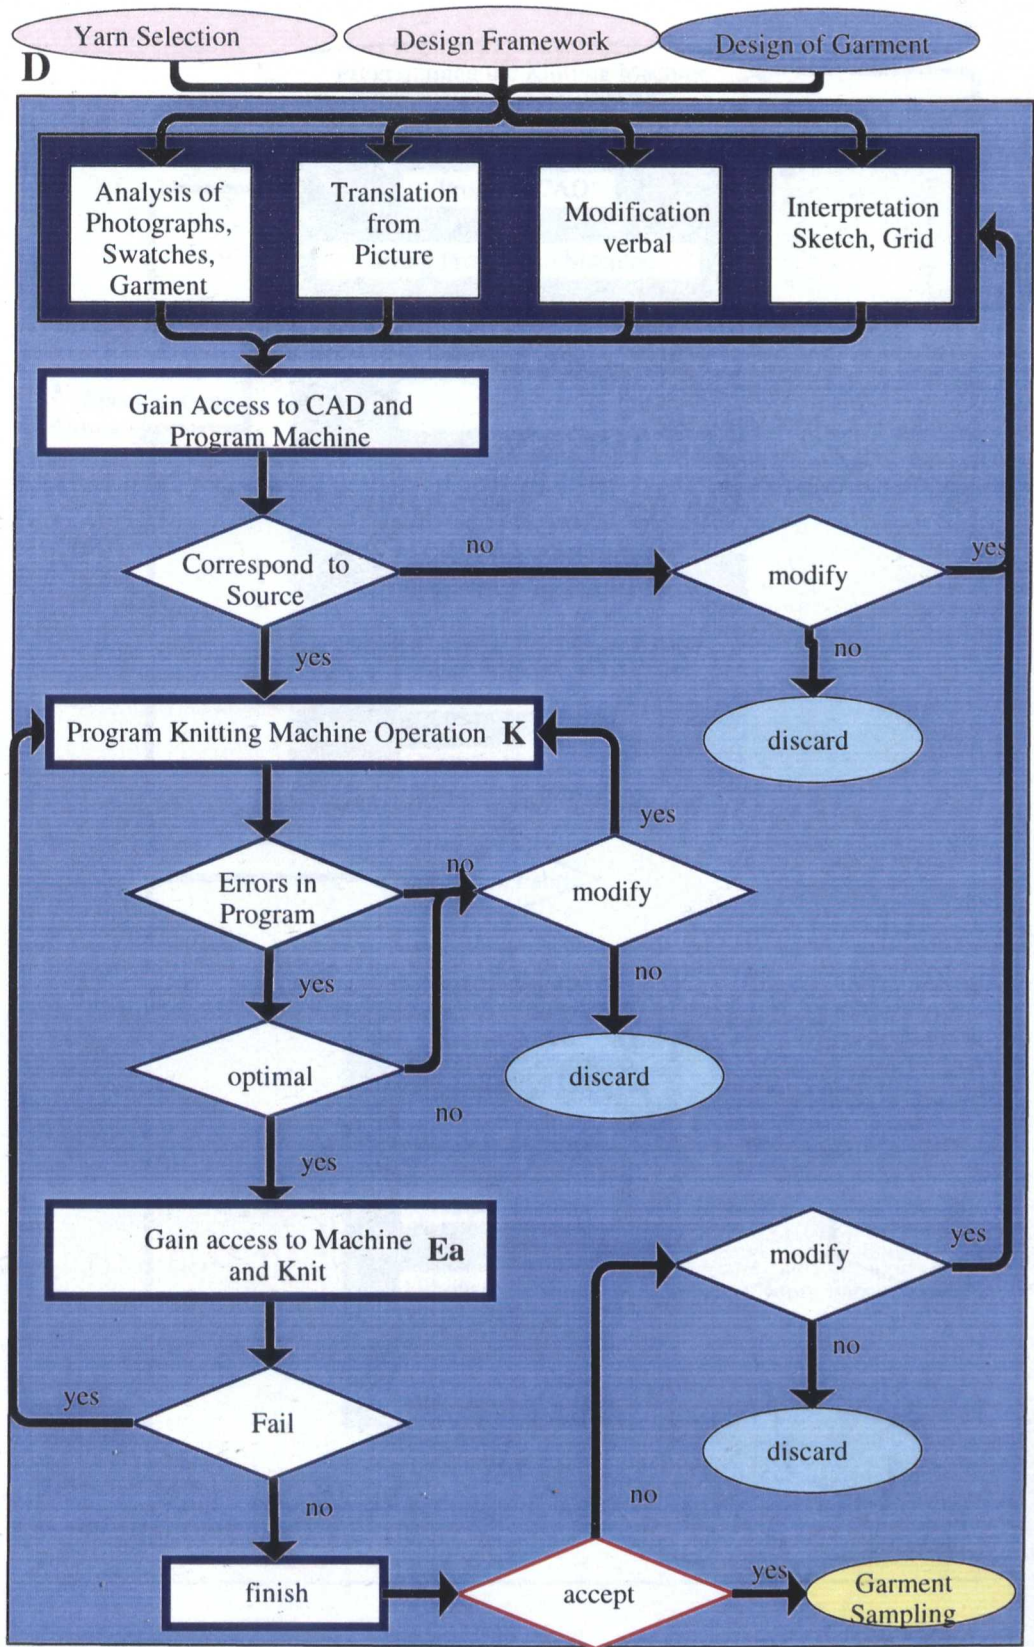 Yarn Selection
Design Framework
Design of Garment
D
Analysis of
Photographs,
Swatches,
Garment
Translation
from
Picture
Modification
verbal
Interpretation
Sketch, Grid
Gain Access to CAD and
Program Machine
Correspond to
Source
no
modify
yes
yes
no
discard
Program Knitting Machine Operation K
yes
Errors in
Program
no
modify
yes
no
optimal
discard
no
yes
Gain access to Machine
and Knit
Ea
modify
yes
no
yes
Fail
discard
no
no
finish
accept
yes
Garment
Sampling